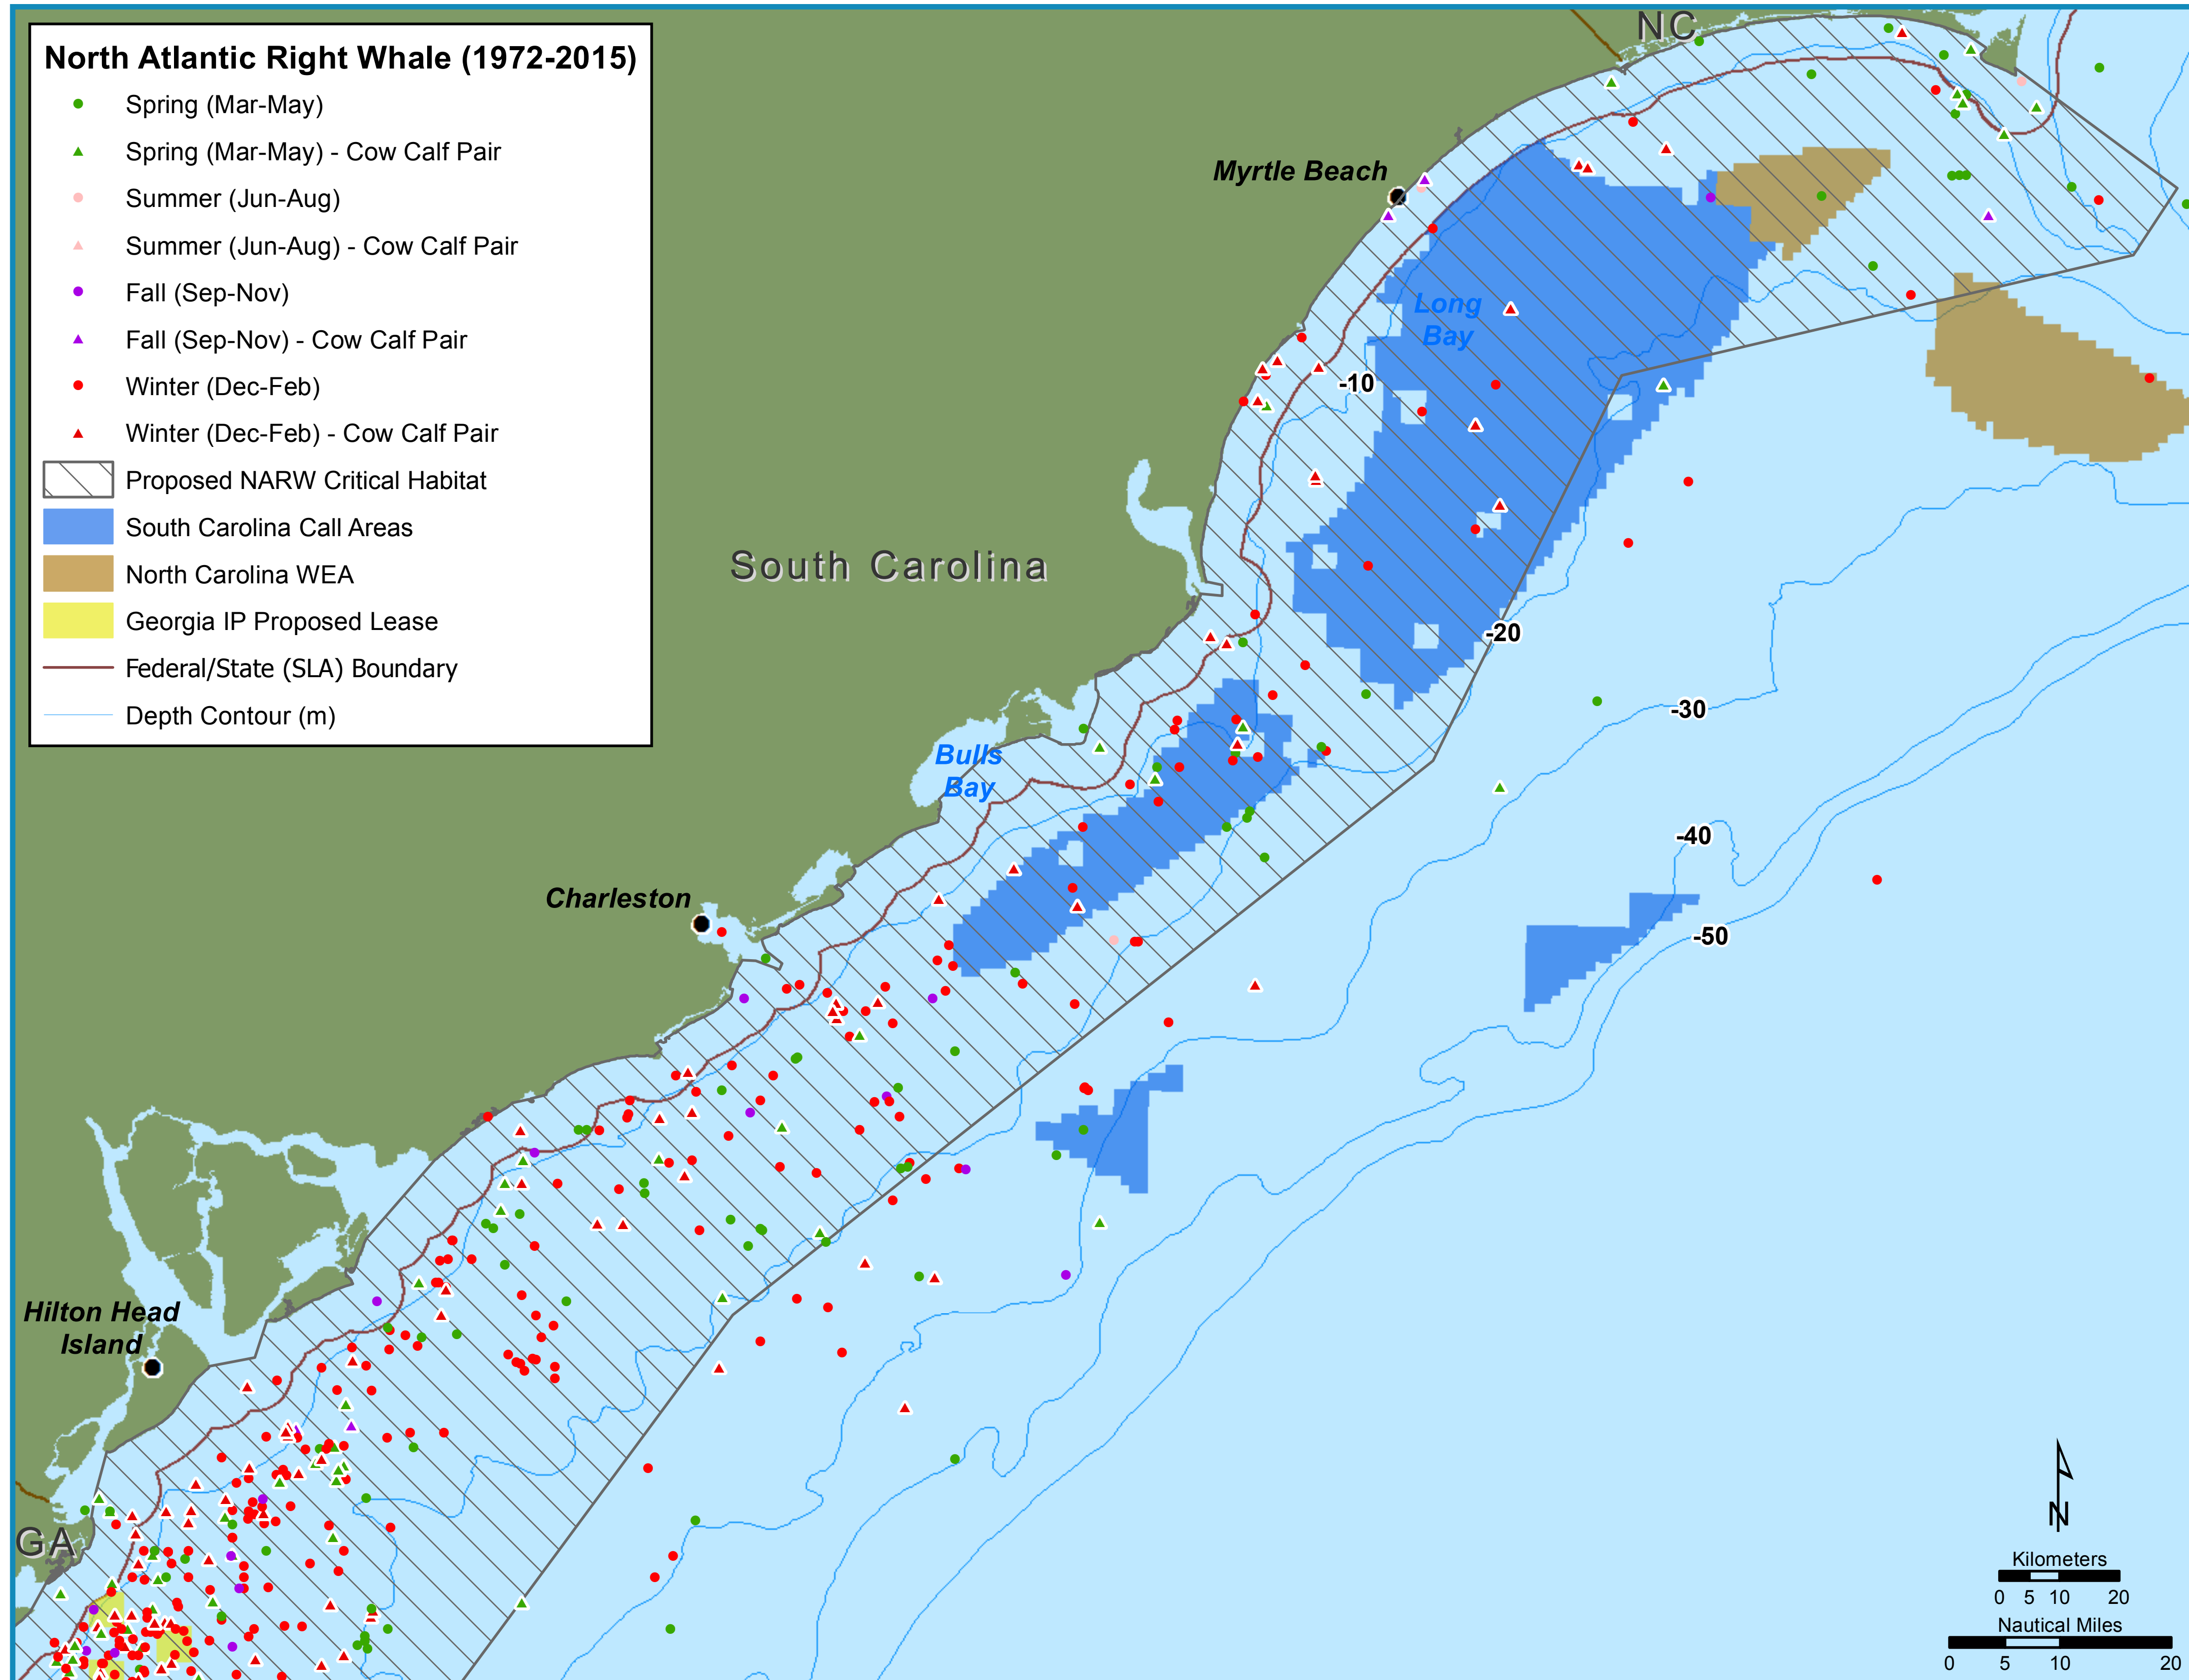 North Atlantic Right Whale (1972-2015)
Spring (Mar-May)
Spring (Mar-May) - Cow Calf Pair
Summer (Jun-Aug)
Summer (Jun-Aug) - Cow Calf Pair
Fall (Sep-Nov)
Fall (Sep-Nov) - Cow Calf Pair
Winter (Dec-Feb)
Winter (Dec-Feb) - Cow Calf Pair
Proposed NARW Critical Habitat
South Carolina Call Areas
North Carolina WEA
Georgia IP Proposed Lease
Federal/State (SLA) Boundary
Depth Contour (m)
NC
Myrtle Beach
Long
Bay
-10
South Carolina
-20
-30
Bulls
Bay
-40
Charleston
-50
Hilton Head
Island
GA
N
Kilometers
0 5 10 20
Nautical Miles
0 5 10 20